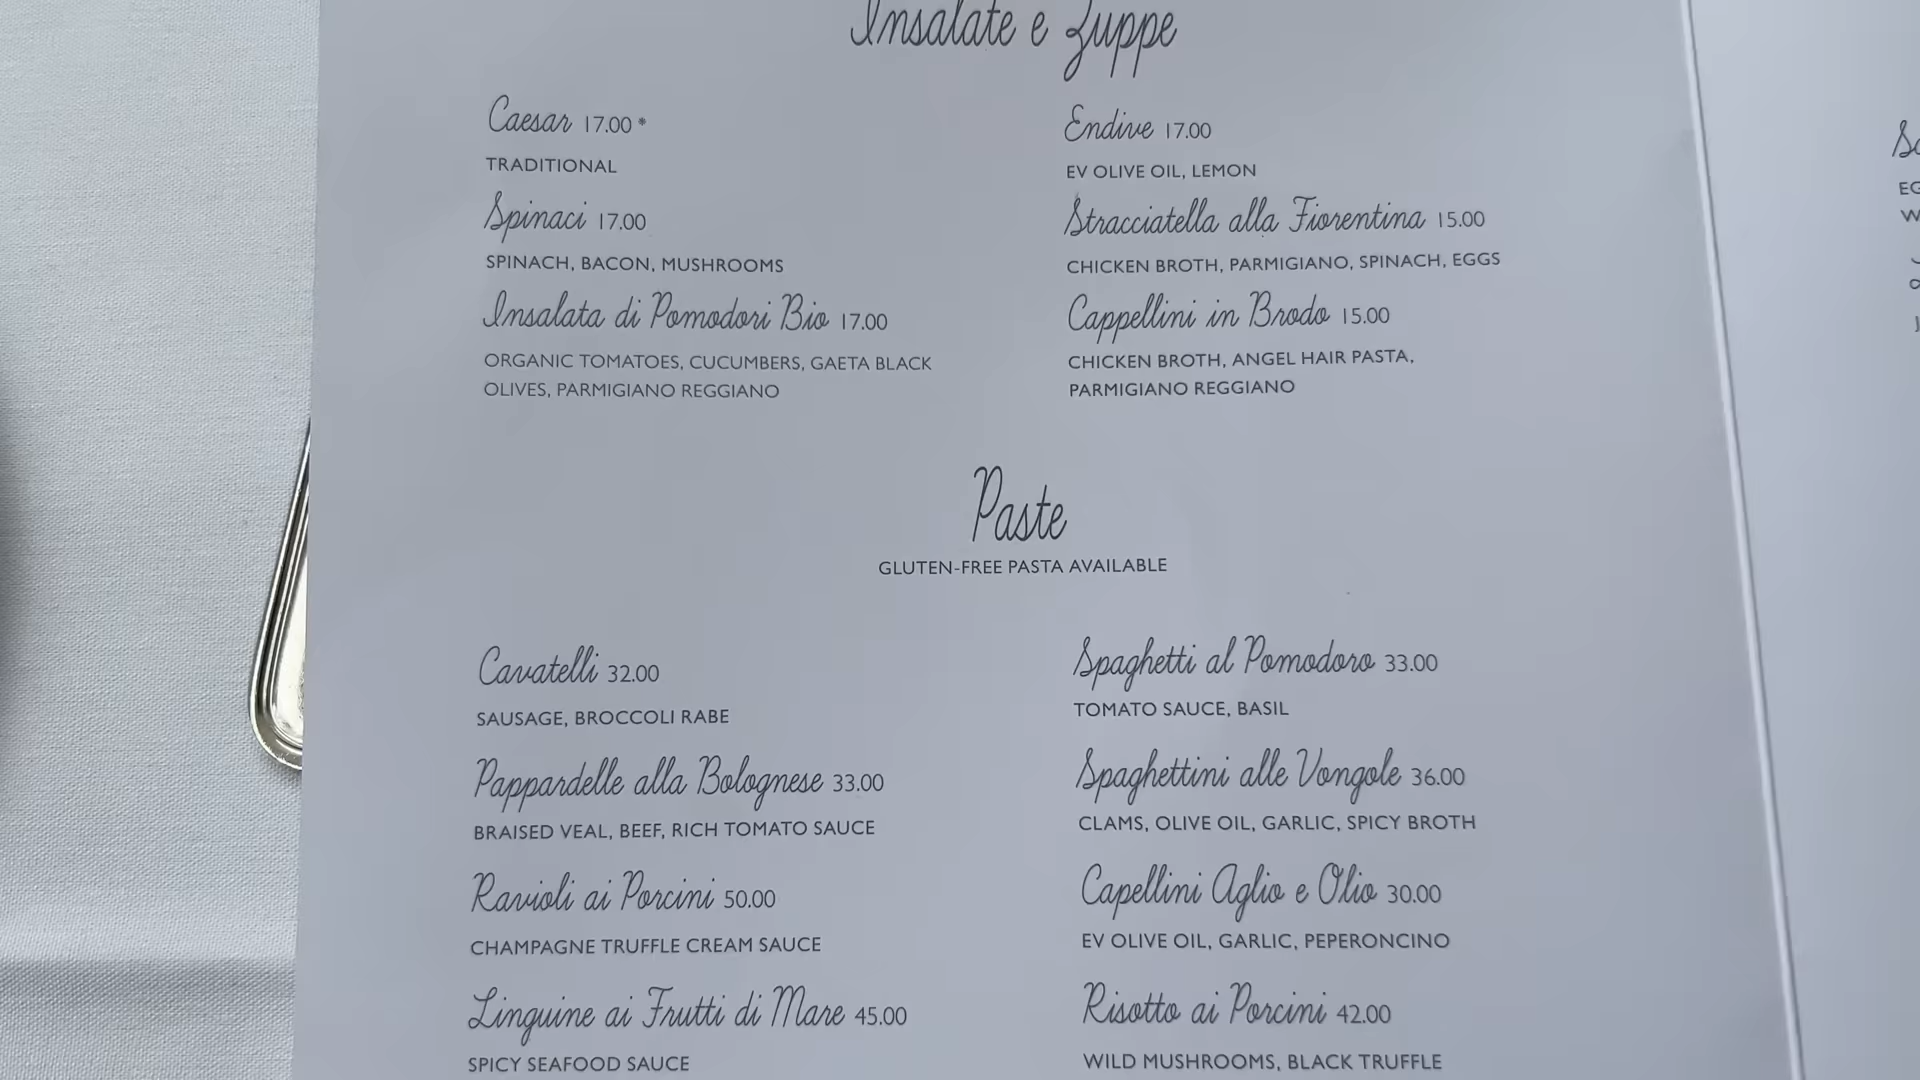 Insalate e Zuppe
Caesar 17.00 *
TRADITIONAL
Spinaci 17.00
SPINACH, BACON, MUSHROOMS
Insalata di Pomodori Bio 17.00
ORGANIC TOMATOES, CUCUMBERS, GAETA BLACK
OLIVES, PARMIGIANO REGGIANO
Endive 17.00
EV OLIVE OIL, LEMON
Stracciatella alla Fiorentina 15.00
CHICKEN BROTH, PARMIGIANO, SPINACH, EGGS
Cappellini in Brodo 15.00
CHICKEN BROTH, ANGEL HAIR PASTA,
PARMIGIANO REGGIANO
Paste
GLUTEN-FREE PASTA AVAILABLE
Cavatelli 32.00
SAUSAGE, BROCCOLI RABE
Pappardelle alla Bolognese 33.00
BRAISED VEAL, BEEF, RICH TOMATO SAUCE
Ravioli ai Porcini 50.00
CHAMPAGNE TRUFFLE CREAM SAUCE
Linguine ai Frutti di Mare 45.00
SPICY SEAFOOD SAUCE
Spaghetti al Pomodoro 33.00
TOMATO SAUCE, BASIL
Spaghettini alle Vongole 36.00
CLAMS, OLIVE OIL, GARLIC, SPICY BROTH
Capellini Aglio e Olio 30.00
EV OLIVE OIL, GARLIC, PEPERONCINO
Risotto ai Porcini 42.00
WILD MUSHROOMS, BLACK TRUFFLE